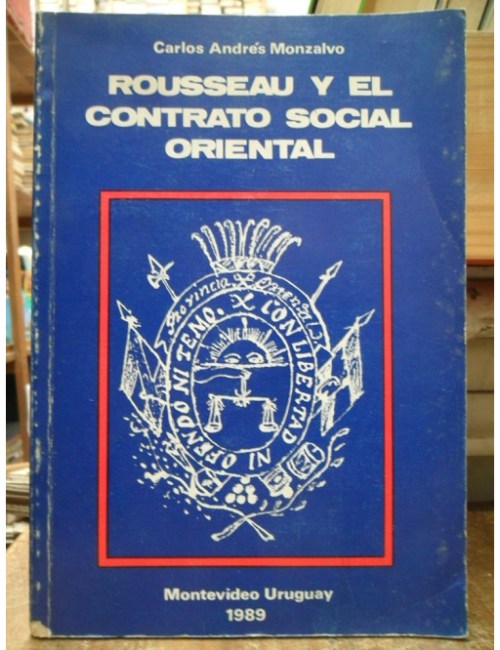 Carlos Andrés Monzalvo
ROUSSEAU Y EL
CONTRATO SOCIAL
ORIENTAL
Provincia Oriental
CON LIBERTAD
NI OFENDO NI TEMO.
Montevideo Uruguay
1989